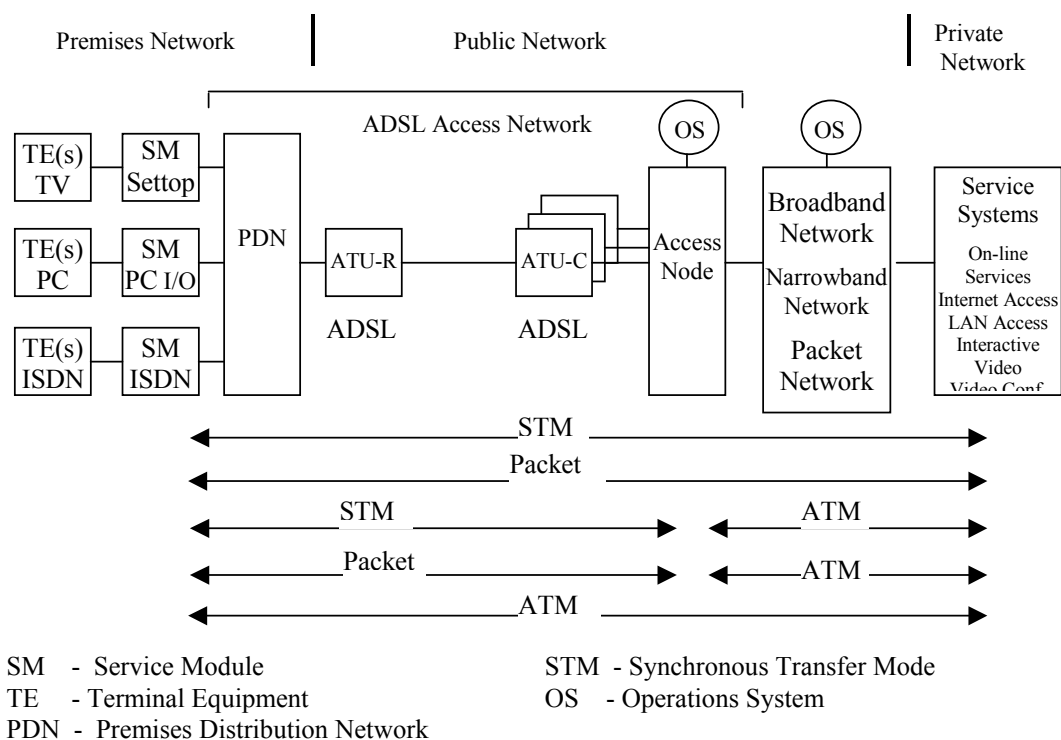 Premises Network
Public Network
Private
Network
ADSL Access Network
OS
OS
TE(s)
TV
SM
Settop
TE(s)
PC
SM
PC I/O
TE(s)
ISDN
SM
ISDN
PDN
ATU-R
ADSL
ATU-C
ADSL
Access
Node
Broadband
Network
Narrowband
Network
Packet
Network
Service
Systems
On-line
Services
Internet Access
LAN Access
Interactive
Video
Video Conf
STM
Packet
STM
ATM
Packet
ATM
ATM
SM - Service Module
TE - Terminal Equipment
PDN - Premises Distribution Network
STM - Synchronous Transfer Mode
OS - Operations System